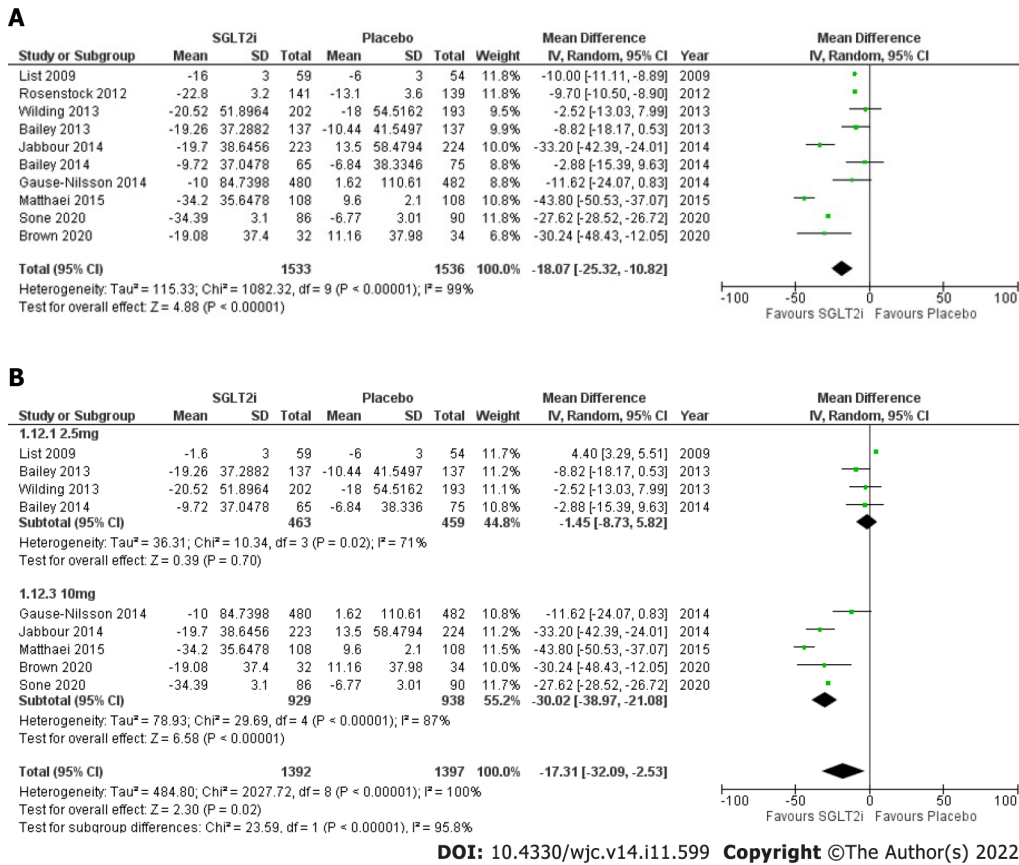 A
SGLT2i Placebo Mean Difference Mean Difference
Study or Subgroup Mean SD Total Mean SD Total Weight IV, Random, 95% CI Year IV, Random, 95% CI
List 2009 -16 3 59 -6 3 54 11.8% -10.00 [-11.11, -8.89] 2009
Rosenstock 2012 -22.8 3.2 141 -13.1 3.6 139 11.8% -9.70 [-10.50, -8.90] 2012
Wilding 2013 -20.52 51.8964 202 -18 54.5162 193 9.5% -2.52 [-13.03, 7.99] 2013
Bailey 2013 -19.26 37.2882 137 -10.44 41.5497 137 9.9% -8.82 [-18.17, 0.53] 2013
Jabbour 2014 -19.7 38.6456 223 13.5 58.4794 224 10.0% -33.20 [-42.39, -24.01] 2014
Bailey 2014 -9.72 37.0478 65 -6.84 38.3346 75 8.8% -2.88 [-15.39, 9.63] 2014
Gause-Nilsson 2014 -10 84.7398 480 1.62 110.61 482 8.8% -11.62 [-24.07, 0.83] 2014
Matthaei 2015 -34.2 35.6478 108 9.6 2.1 108 10.8% -43.80 [-50.53, -37.07] 2015
Sone 2020 -34.39 3.1 86 -6.77 3.01 90 11.8% -27.62 [-28.52, -26.72] 2020
Brown 2020 -19.08 37.4 32 11.16 37.98 34 6.8% -30.24 [-48.43, -12.05] 2020
Total (95% CI) 1533 1536 100.0% -18.07 [-25.32, -10.82]
Heterogeneity: Tau² = 115.33; Chi² = 1082.32, df = 9 (P < 0.00001); I² = 99%
Test for overall effect: Z = 4.88 (P < 0.00001)
-100 -50 0 50 100
Favours SGLT2i Favours Placebo
B
SGLT2i Placebo Mean Difference Mean Difference
Study or Subgroup Mean SD Total Mean SD Total Weight IV, Random, 95% CI Year IV, Random, 95% CI
1.12.1 2.5mg
List 2009 -1.6 3 59 -6 3 54 11.7% 4.40 [3.29, 5.51] 2009
Bailey 2013 -19.26 37.2882 137 -10.44 41.5497 137 11.2% -8.82 [-18.17, 0.53] 2013
Wilding 2013 -20.52 51.8964 202 -18 54.5162 193 11.1% -2.52 [-13.03, 7.99] 2013
Bailey 2014 -9.72 37.0478 65 -6.84 38.336 75 10.8% -2.88 [-15.39, 9.63] 2014
Subtotal (95% CI) 463 459 44.8% -1.45 [-8.73, 5.82]
Heterogeneity: Tau² = 36.31; Chi² = 10.34, df = 3 (P = 0.02); I² = 71%
Test for overall effect: Z = 0.39 (P = 0.70)
1.12.3 10mg
Gause-Nilsson 2014 -10 84.7398 480 1.62 110.61 482 10.8% -11.62 [-24.07, 0.83] 2014
Jabbour 2014 -19.7 38.6456 223 13.5 58.4794 224 11.2% -33.20 [-42.39, -24.01] 2014
Matthaei 2015 -34.2 35.6478 108 9.6 2.1 108 11.5% -43.80 [-50.53, -37.07] 2015
Brown 2020 -19.08 37.4 32 11.16 37.98 34 10.0% -30.24 [-48.43, -12.05] 2020
Sone 2020 -34.39 3.1 86 -6.77 3.01 90 11.7% -27.62 [-28.52, -26.72] 2020
Subtotal (95% CI) 929 938 55.2% -30.02 [-38.97, -21.08]
Heterogeneity: Tau² = 78.93; Chi² = 29.69, df = 4 (P < 0.00001); I² = 87%
Test for overall effect: Z = 6.58 (P < 0.00001)
Total (95% CI) 1392 1397 100.0% -17.31 [-32.09, -2.53]
Heterogeneity: Tau² = 484.80; Chi² = 2027.72, df = 8 (P < 0.00001); I² = 100%
Test for overall effect: Z = 2.30 (P = 0.02)
Test for subgroup differences: Chi² = 23.59, df = 1 (P < 0.00001), I² = 95.8%
-100 -50 0 50 100
Favours SGLT2i Favours Placebo
DOI: 10.4330/wjc.v14.i11.599 Copyright ©The Author(s) 2022